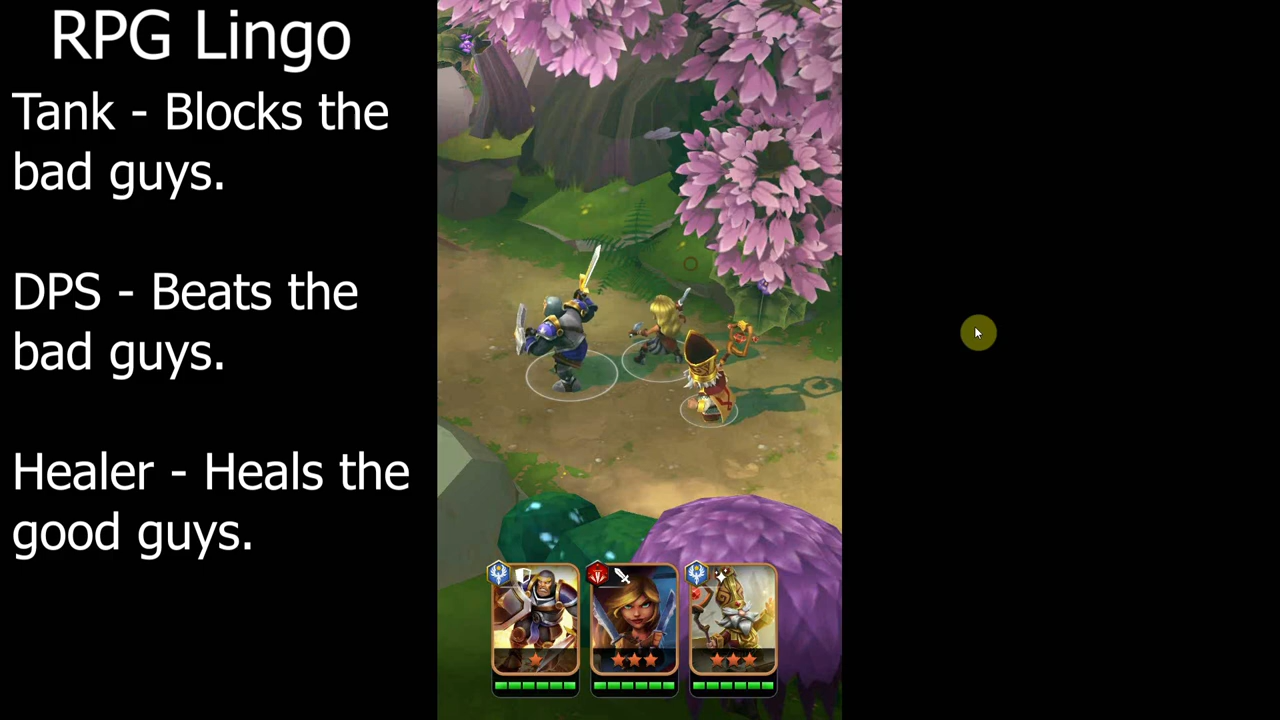 RPG Lingo
Tank - Blocks the
bad guys.
DPS - Beats the
bad guys.
Healer - Heals the
good guys.